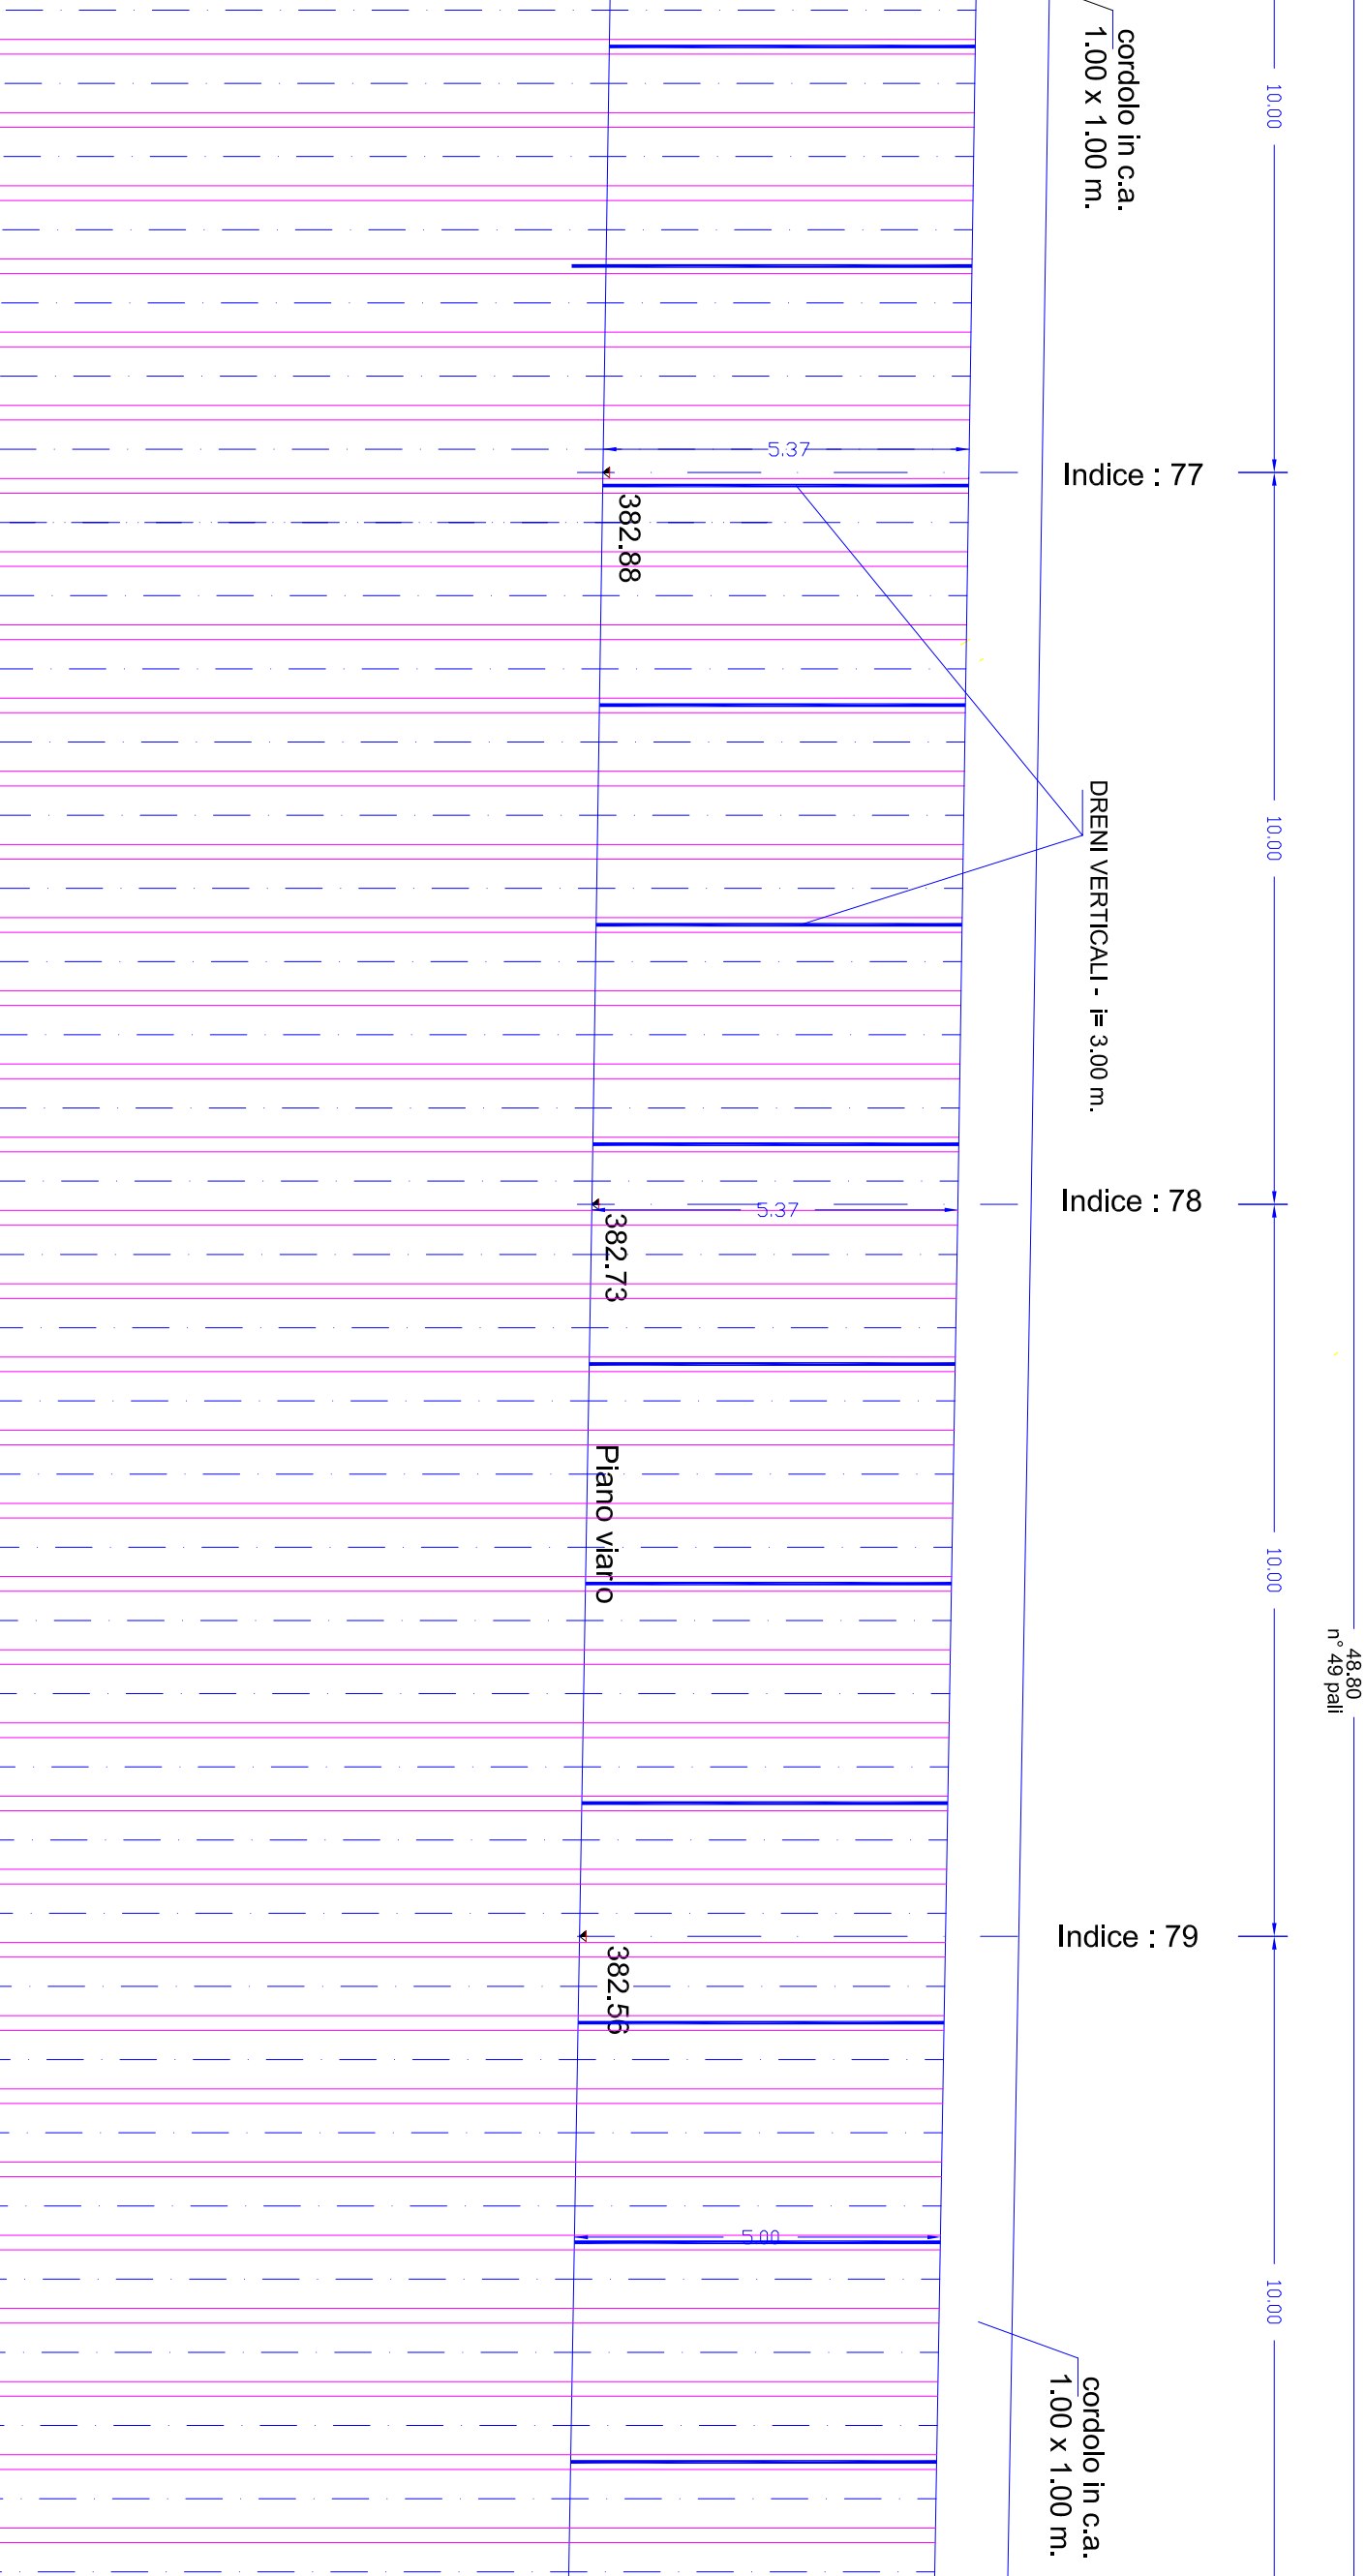 48.80
n° 49 pali
10.00
10.00
10.00
10.00
cordolo in c.a.
1.00 x 1.00 m.
Indice : 77
DRENI VERTICALI - i= 3.00 m.
Indice : 78
Indice : 79
cordolo in c.a.
1.00 x 1.00 m.
5.37
5.37
5.00
382.88
382.73
Piano viario
382.56